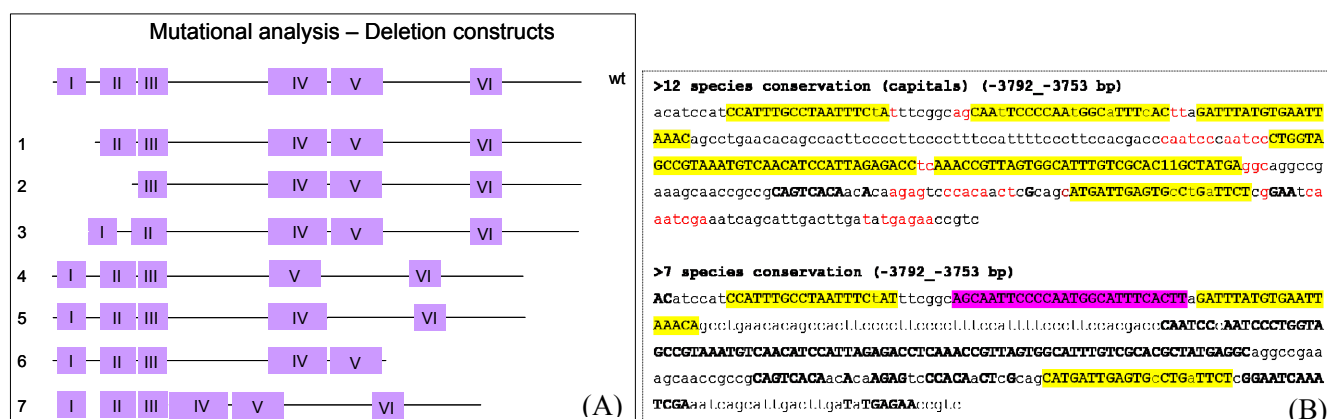 Mutational analysis – Deletion constructs
I II III IV V VI wt
1 II III IV V VI
2 III IV V VI
3 I II IV V VI
4 I II III V VI
5 I II III IV VI
6 I II III IV V
7 I II III IV V VI
(A)
>12 species conservation (capitals) (-3792_-3753 bp)
acatccatCCATTTGCCTAATTTCtAtttcggcagCAAtTCCCCAAtGGCaTTTcACttaGATTTATGTGAATT
AAACagcctgaacacagccacttcccccttccccctttccattttcccttccacgacccaatcccaatccCTGGTA
GCCGTAAATGTCAACATCCATTAGAGACCtcAAACCGTTAGTGGCATTTGTCGCAC11GCTATGAggcaggccg
aaagcaaccgccgCAGTCACAacAcaagagtcccacaactcGcagcATGATTGAGTGcCtGaTTCTcgGAAtca
aatcgaaatcagcattgacttgatatgagaaccgtc
>7 species conservation (-3792_-3753 bp)
ACatccatCCATTTGCCTAATTTCtATttcggcAGCAATTCCCCAATGGCATTTCACTTaGATTTATGTGAATT
AAACAgcctgaacacagccacttcccccttccccctttccattttcccttccacgaccCAATCCcAATCCCTGGTA
GCCGTAAATGTCAACATCCATTAGAGACCTCAAACCGTTAGTGGCATTTGTCGCACGCTATGAGGCaggccgaa
agcaaccgccgCAGTCACAacAcaAGAGtcCCACAaCTcGcagCATGATTGAGTGcCTGaTTCTcGGAATCAAA
TCGAaatcagcattgacttgaTaTGAGAAccgtc
(B)